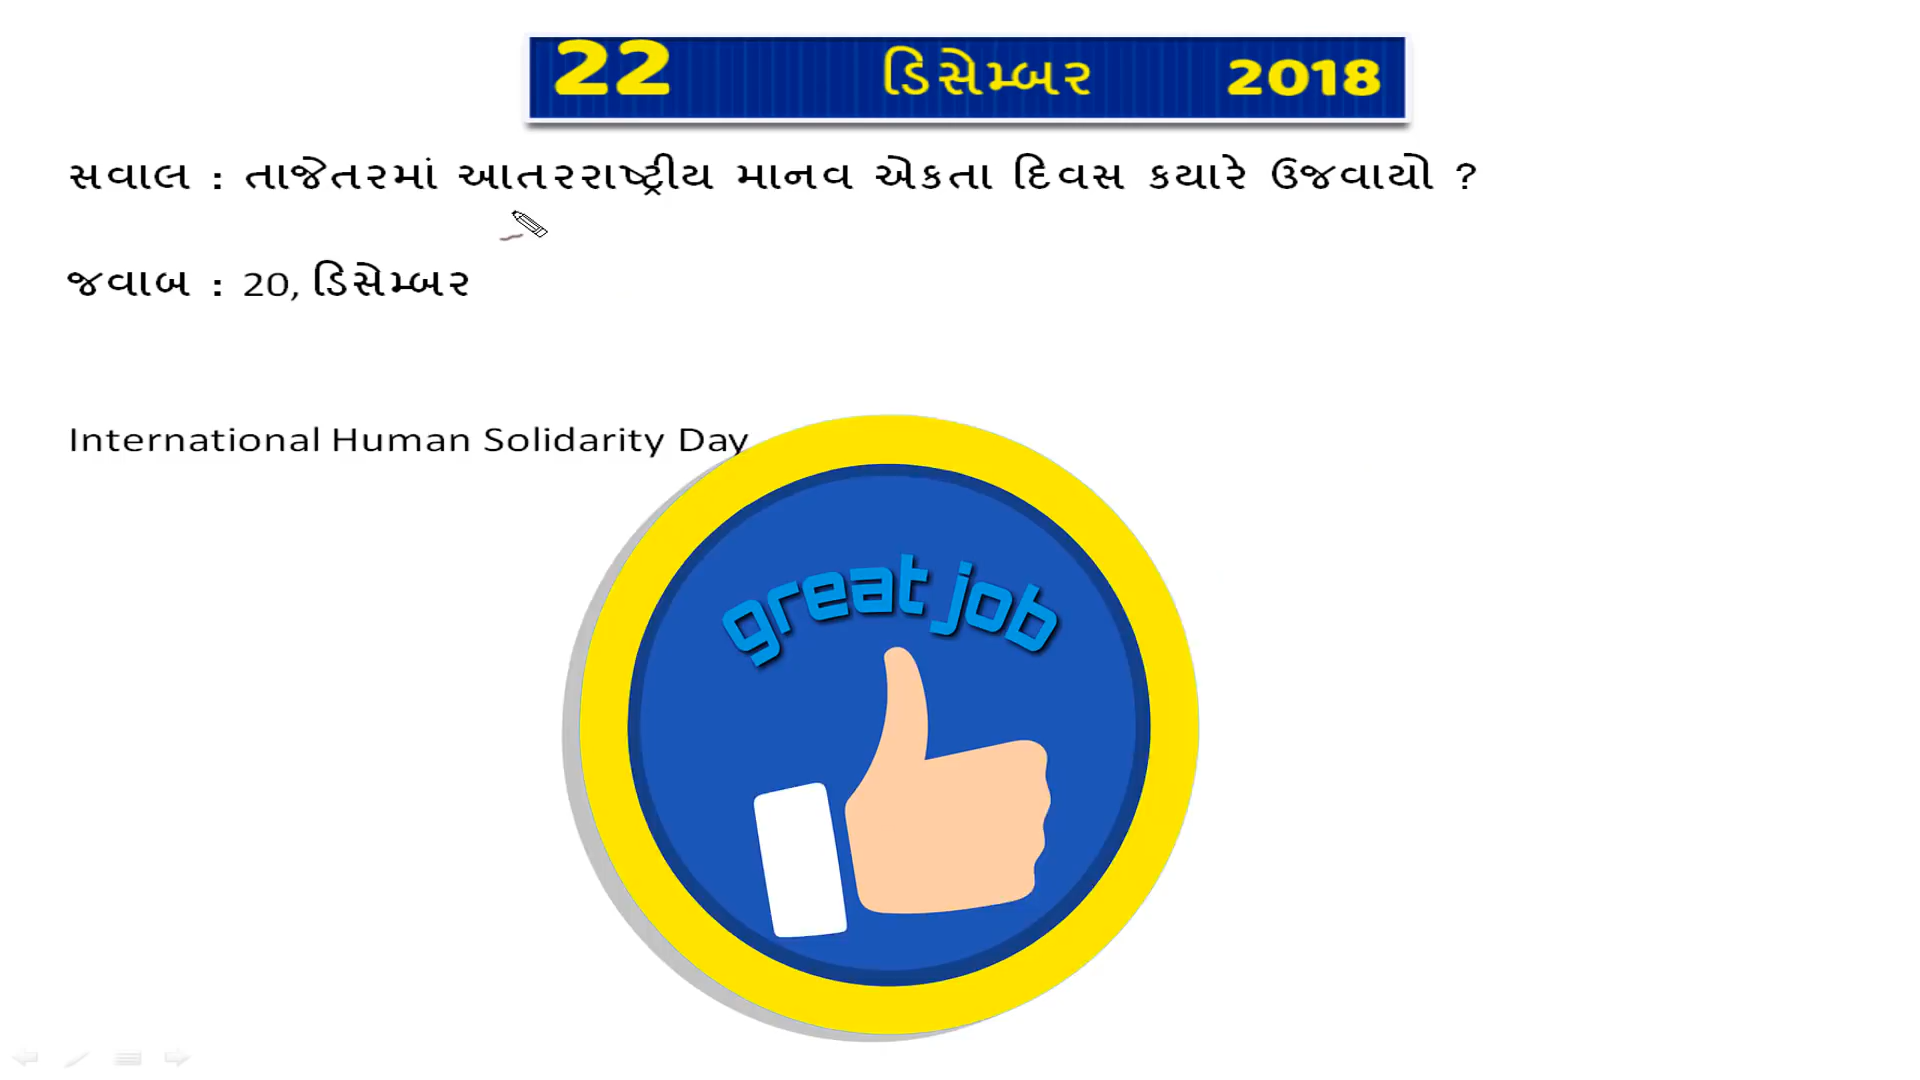 22 ડિસેમ્બર 2018
સવાલ : તાજેતરમાં આતરરાષ્ટ્રીય માનવ એકતા દિવસ કયારે ઉજવાયો ?
જવાબ : 20, ડિસેમ્બર
International Human Solidarity Day
great job